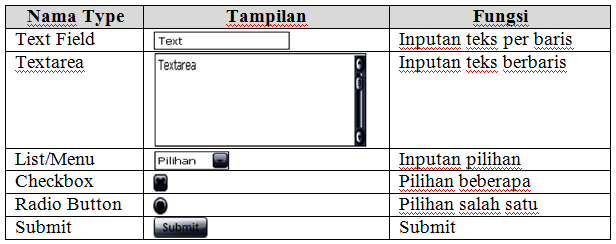 Nama Type Tampilan Fungsi
Text Field Text Inputan teks per baris
Textarea Textarea Inputan teks berbaris
List/Menu Pilihan Inputan pilihan
Checkbox Pilihan beberapa
Radio Button Pilihan salah satu
Submit Submit Submit